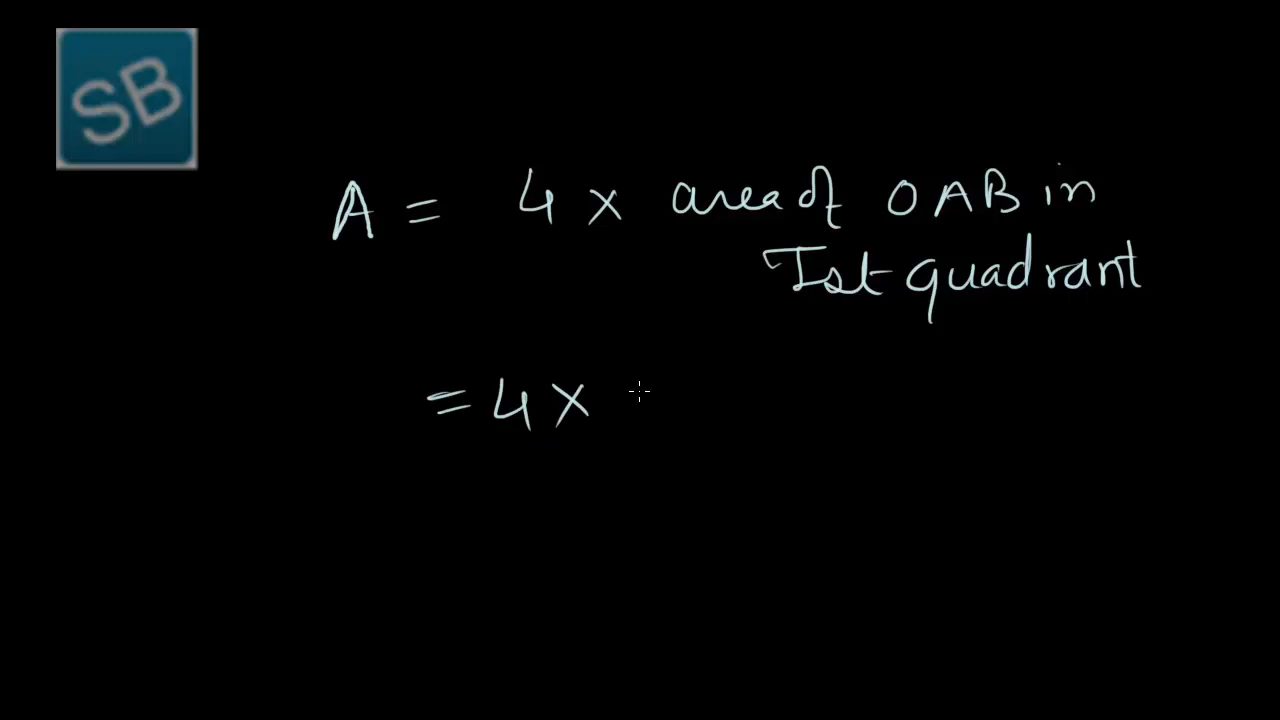 SB
A = 4 × area of OAB in
Ist quadrant
= 4 ×